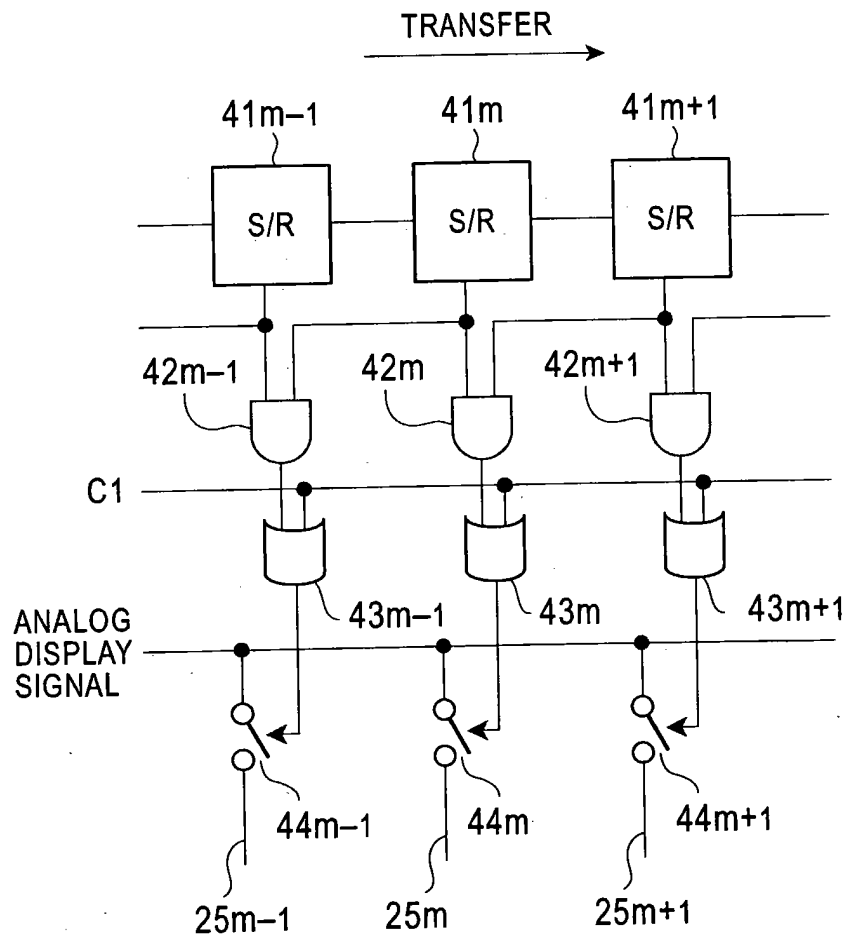 TRANSFER
41m–1 41m 41m+1
S/R S/R S/R
42m–1 42m 42m+1
C1
43m–1 43m 43m+1
ANALOG
DISPLAY
SIGNAL
44m–1 44m 44m+1
25m–1 25m 25m+1